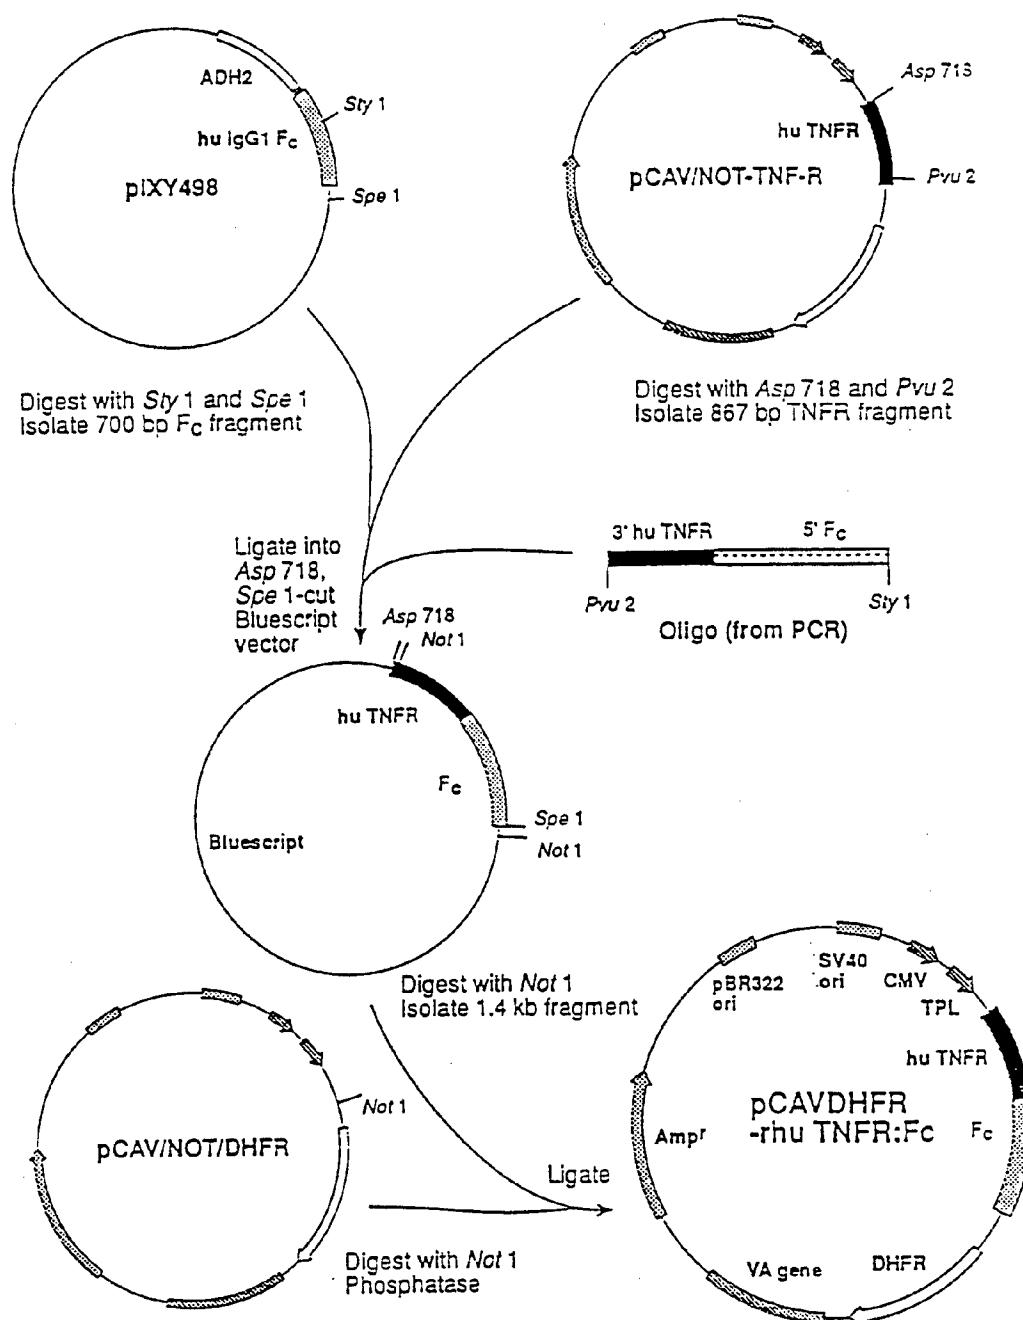 ADH2
Sty 1
hu IgG1 Fc
pIXY498
Spe 1
Asp 718
hu TNFR
pCAV/NOT-TNF-R
Pvu 2
Digest with Sty 1 and Spe 1
Isolate 700 bp Fc fragment
Digest with Asp 718 and Pvu 2
Isolate 867 bp TNFR fragment
3' hu TNFR
5' Fc
Pvu 2
Sty 1
Oligo (from PCR)
Ligate into
Asp 718,
Spe 1-cut
Bluescript
vector
Asp 718
Not 1
hu TNFR
Fc
Bluescript
Spe 1
Not 1
Digest with Not 1
Isolate 1.4 kb fragment
Not 1
pCAV/NOT/DHFR
Digest with Not 1
Phosphatase
Ligate
pBR322
ori
SV40
ori
CMV
TPL
hu TNFR
pCAVDHFR
-rhu TNFR:Fc
Fc
Ampr
VA gene
DHFR